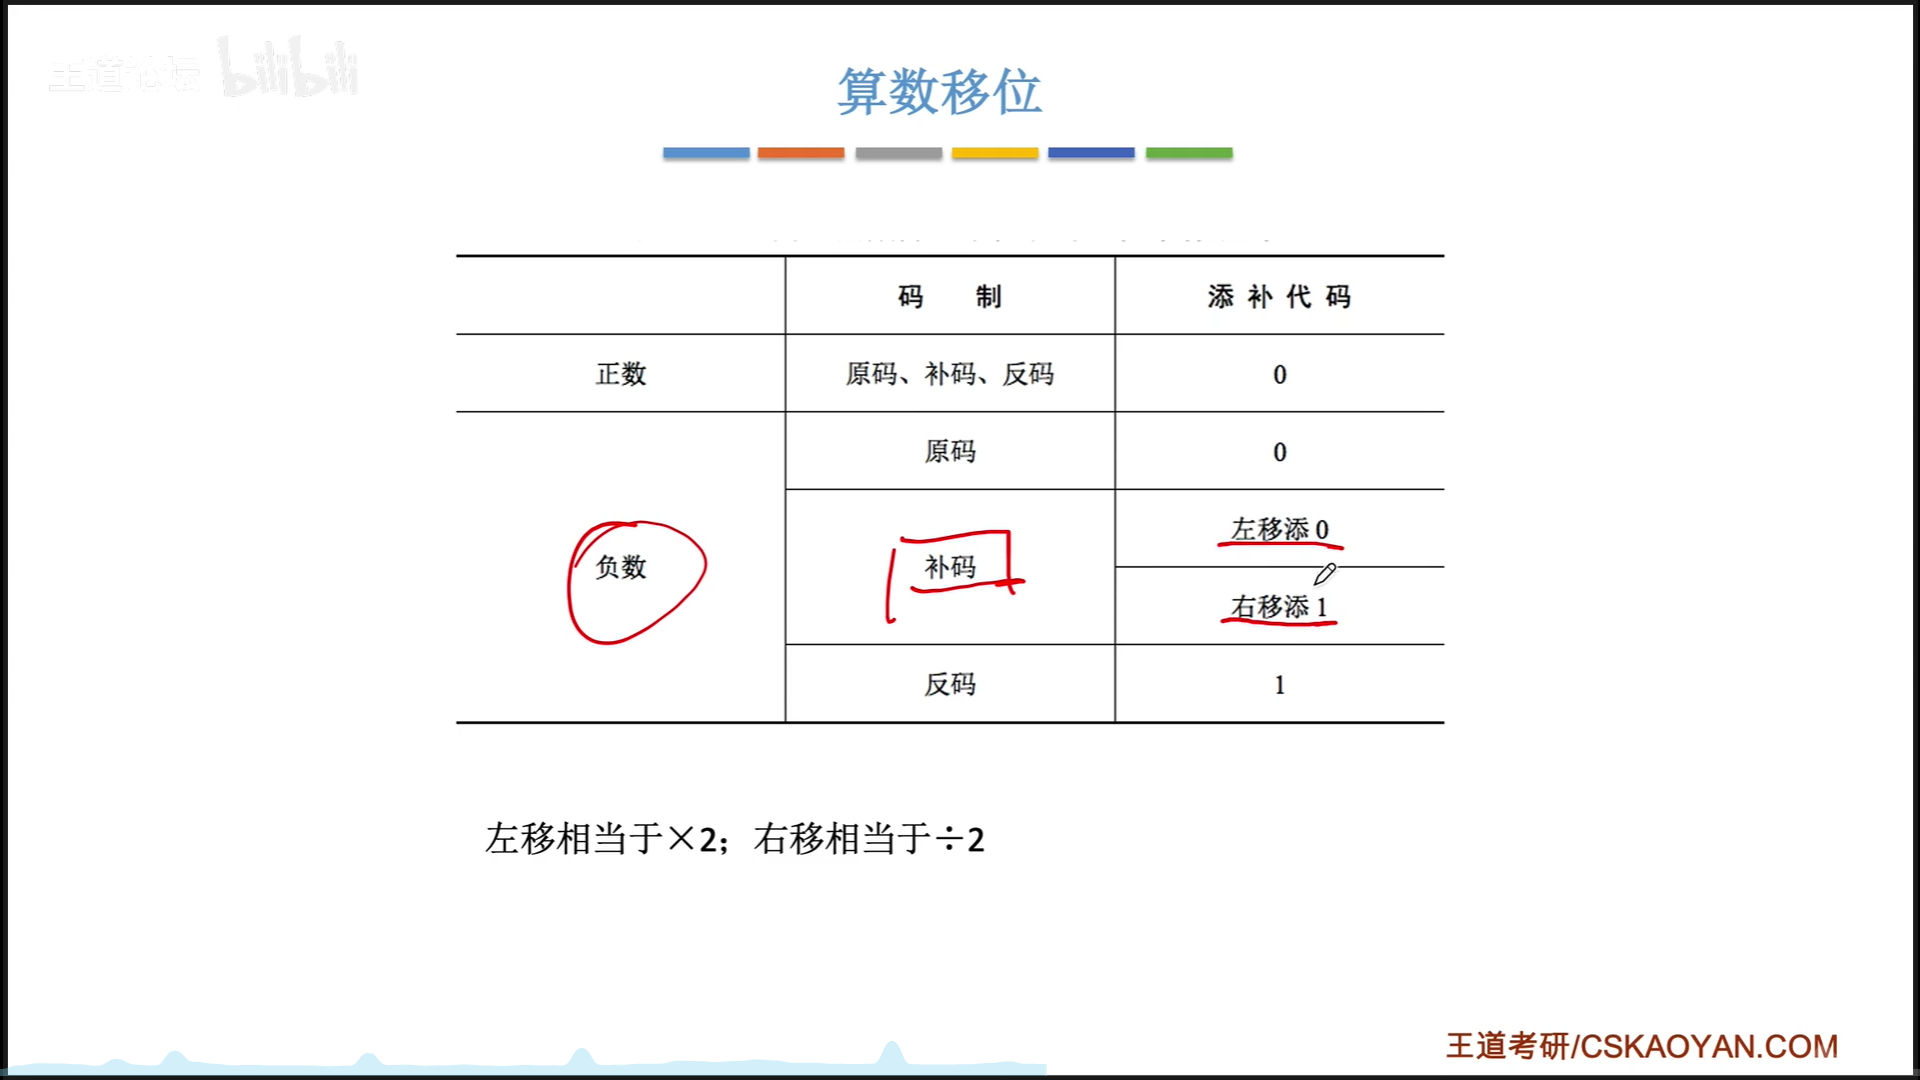 王道论坛 bilibili
算数移位
码 制 添补代码
正数 原码、补码、反码 0
原码 0
左移添0
负数 补码
右移添1
反码 1
左移相当于×2；右移相当于÷2
王道考研/CSKAOYAN.COM